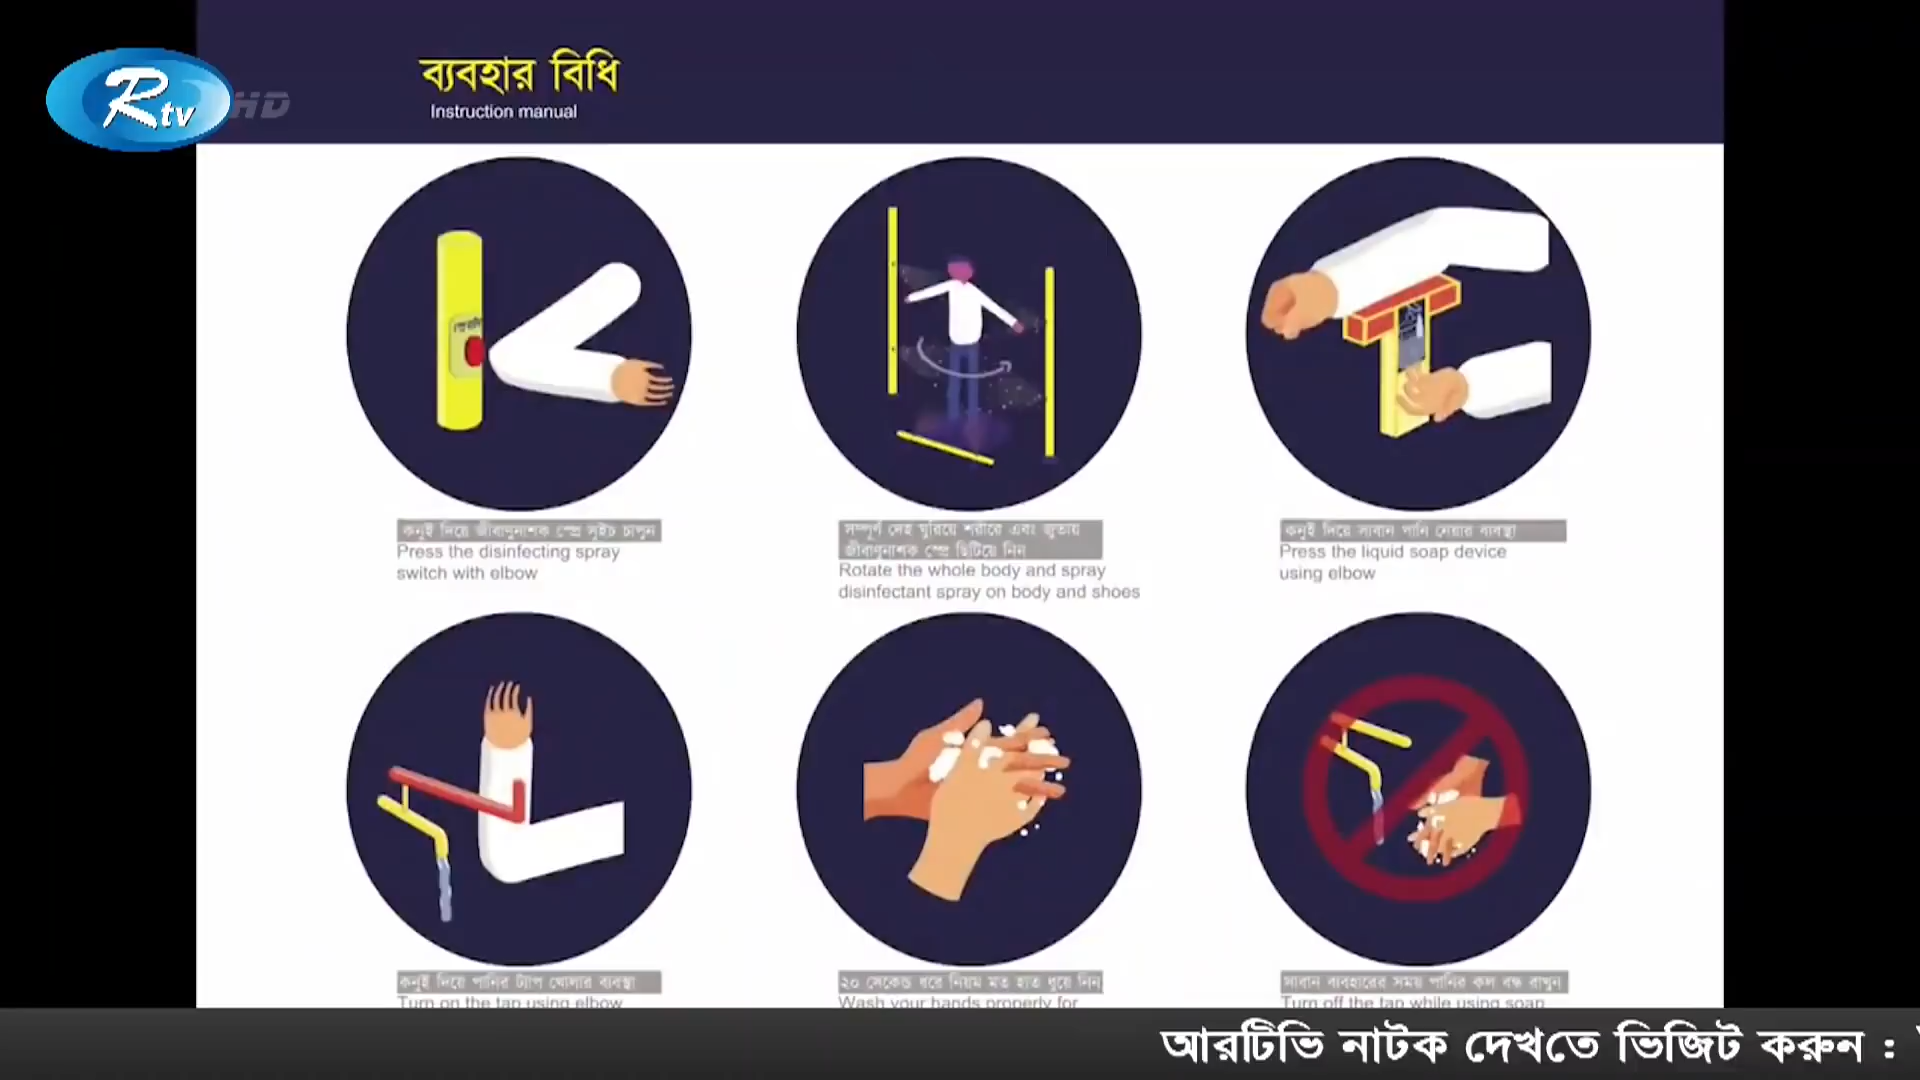 Rtv HD
ব্যবহার বিধি
Instruction manual
কনুই দিয়ে জীবাণুনাশক স্প্রে সুইচ চাপুন
Press the disinfecting spray
switch with elbow
সম্পূর্ণ দেহ ঘুরিয়ে শরীরে এবং জুতায়
জীবাণুনাশক স্প্রে ছিটিয়ে নিন
Rotate the whole body and spray
disinfectant spray on body and shoes
কনুই দিয়ে সাবান পানি নেয়ার ব্যবস্থা
Press the liquid soap device
using elbow
কনুই দিয়ে পানির ট্যাপ খোলার ব্যবস্থা
Turn on the tap using elbow
২০ সেকেন্ড ধরে নিয়ম মত হাত ধুয়ে নিন
Wash your hands properly for
সাবান ব্যবহারের সময় পানির কল বন্ধ রাখুন
Turn off the tap while using soap
আরটিভি নাটক দেখতে ভিজিট করুন :